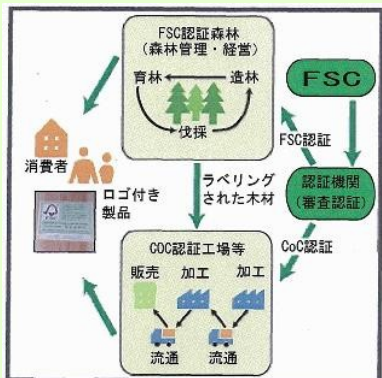 FSC認証森林
(森林管理・経営)
育林
造林
伐採
FSC
FSC認証
認証機関
(審査認証)
CoC認証
消費者
ロゴ付き
製品
ラベリング
された木材
COC認証工場等
販売
加工
加工
流通
流通